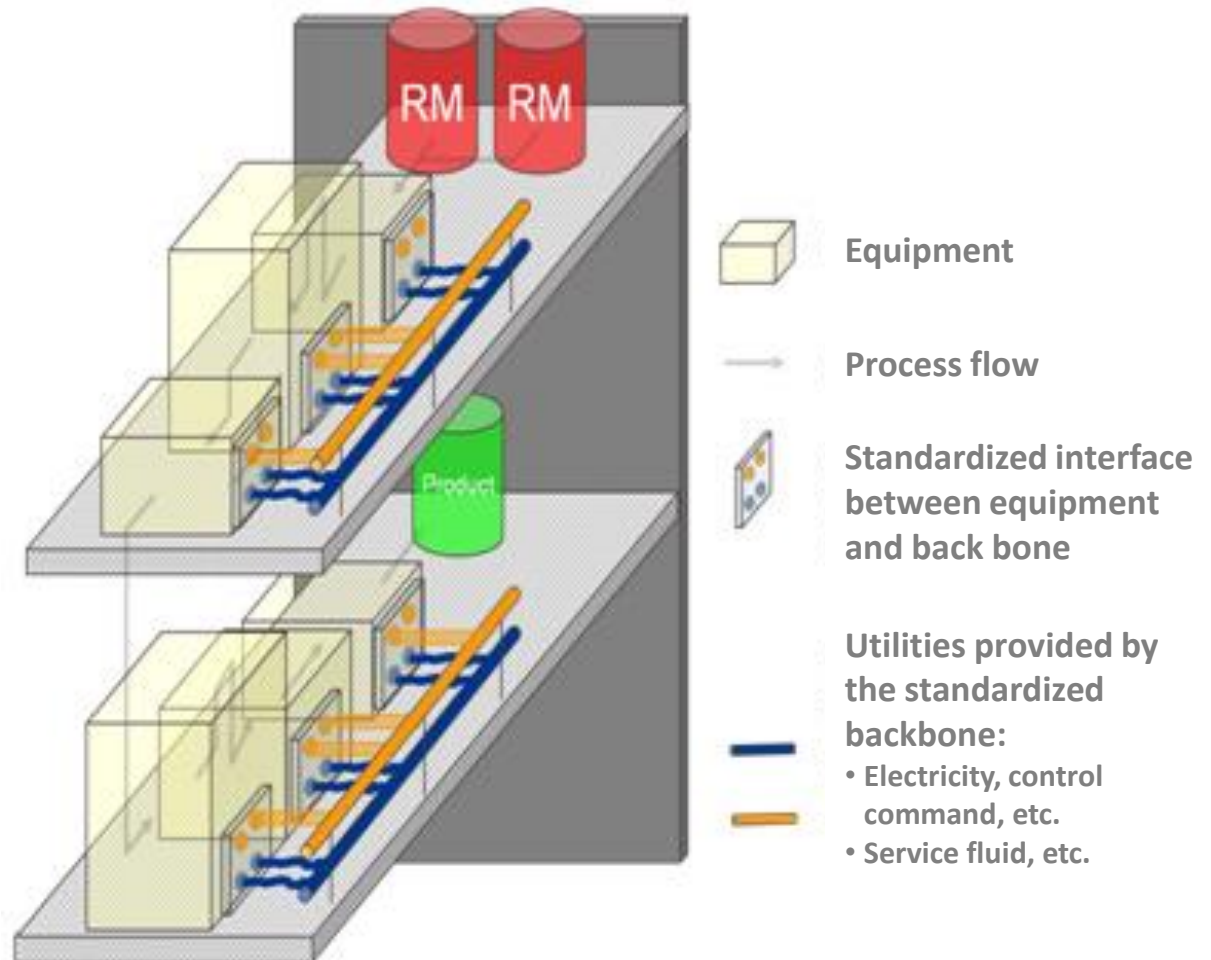 RM RM
Product
Equipment
Process flow
Standardized interface
between equipment
and back bone
Utilities provided by
the standardized
backbone:
• Electricity, control
command, etc.
• Service fluid, etc.